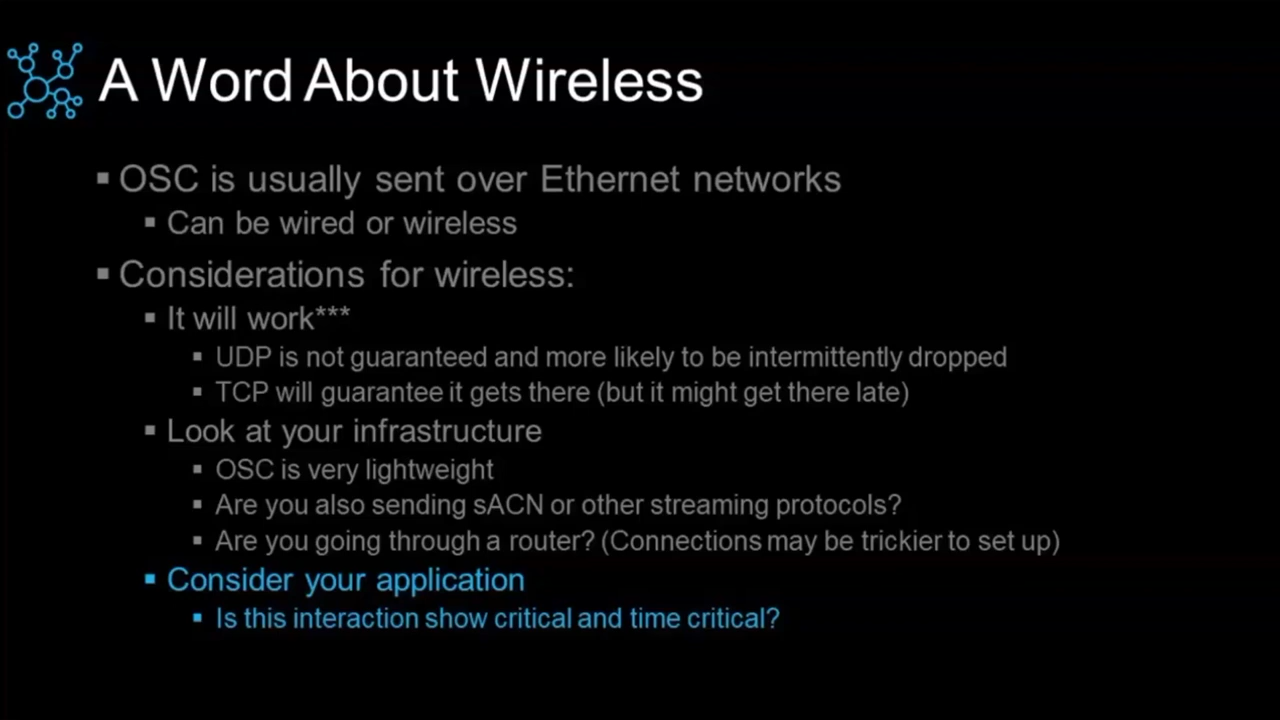 A Word About Wireless
▪ OSC is usually sent over Ethernet networks
▪ Can be wired or wireless
▪ Considerations for wireless:
▪ It will work***
▪ UDP is not guaranteed and more likely to be intermittently dropped
▪ TCP will guarantee it gets there (but it might get there late)
▪ Look at your infrastructure
▪ OSC is very lightweight
▪ Are you also sending sACN or other streaming protocols?
▪ Are you going through a router? (Connections may be trickier to set up)
▪ Consider your application
▪ Is this interaction show critical and time critical?